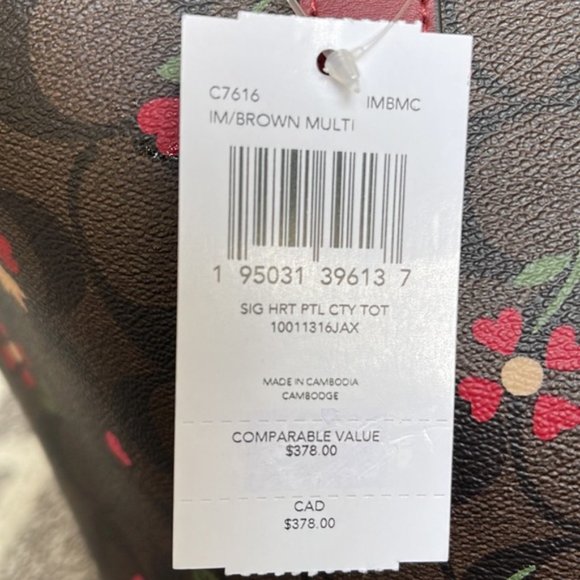 C7616 IMBMC
IM/BROWN MULTI
1 95031 39613 7
SIG HRT PTL CTY TOT
10011316JAX
MADE IN CAMBODIA
CAMBODGE
COMPARABLE VALUE
$378.00
CAD
$378.00